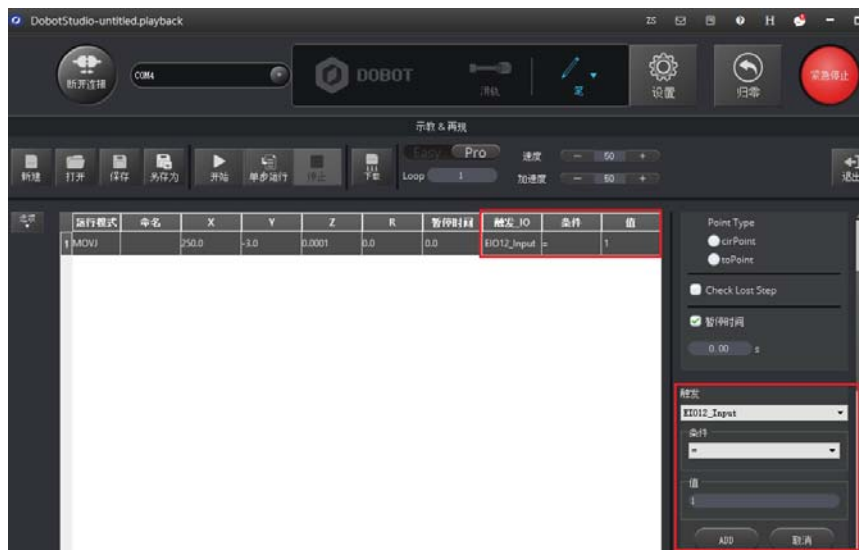 DobotStudio-untitled.playback
ZS
H
断开连接
COM4
DOBOT
滑轨
笔
设置
归零
紧急停止
示教 & 再现
新建
打开
保存
另存为
开始
单步运行
停止
下载
Easy Pro
Loop 1
速度 - 50 +
加速度 - 50 +
退出
选项
运行模式 命名 X Y Z R 暂停时间 触发_IO 条件 值
1 MOVJ 250.0 -3.0 0.0001 0.0 0.0 EIO12_Input = 1
Point Type
cirPoint
toPoint
Check Lost Step
暂停时间
0.00 s
触发
EIO12_Input
条件
=
值
1
ADD 取消